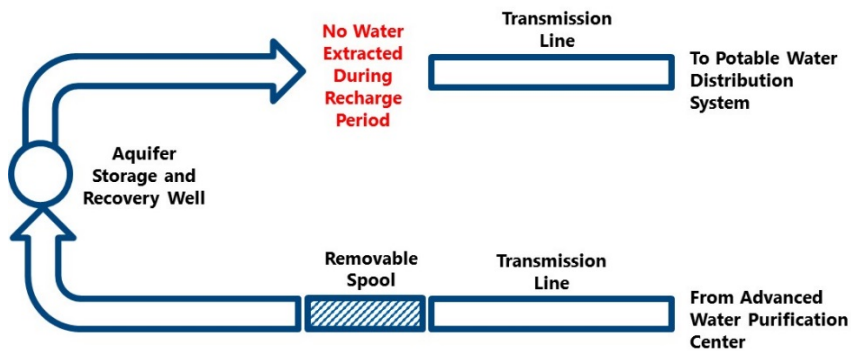 No Water
Extracted
During
Recharge
Period
Transmission
Line
To Potable Water
Distribution
System
Aquifer
Storage and
Recovery Well
Removable
Spool
Transmission
Line
From Advanced
Water Purification
Center